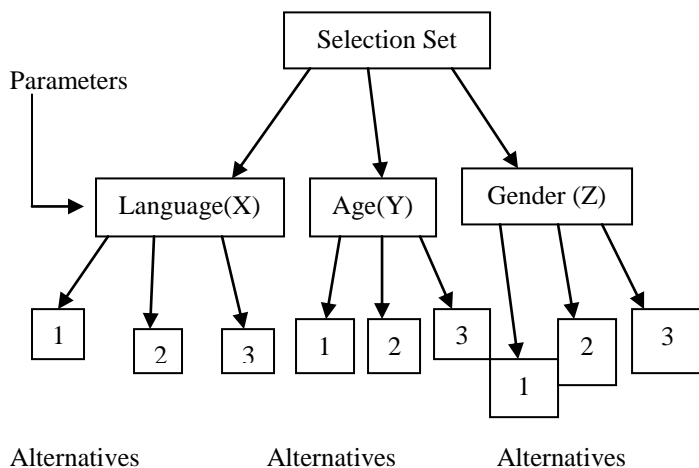 Selection Set
Parameters
Language(X)
Age(Y)
Gender (Z)
1
2
3
1
2
3
1
2
3
Alternatives
Alternatives
Alternatives